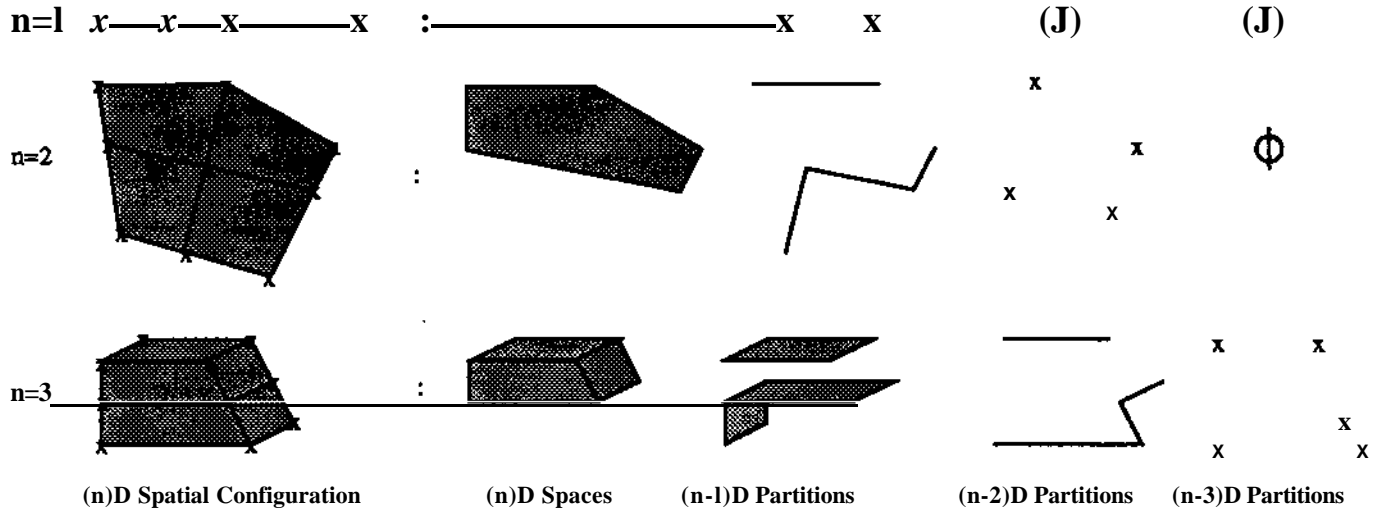 n=l x x x x : x x (J) (J)
x x
x x
n=2 x x x :
x x
x x x
x x
n=3 x x :
x x
x x x x
(n)D Spatial Configuration (n)D Spaces (n-l)D Partitions (n-2)D Partitions (n-3)D Partitions